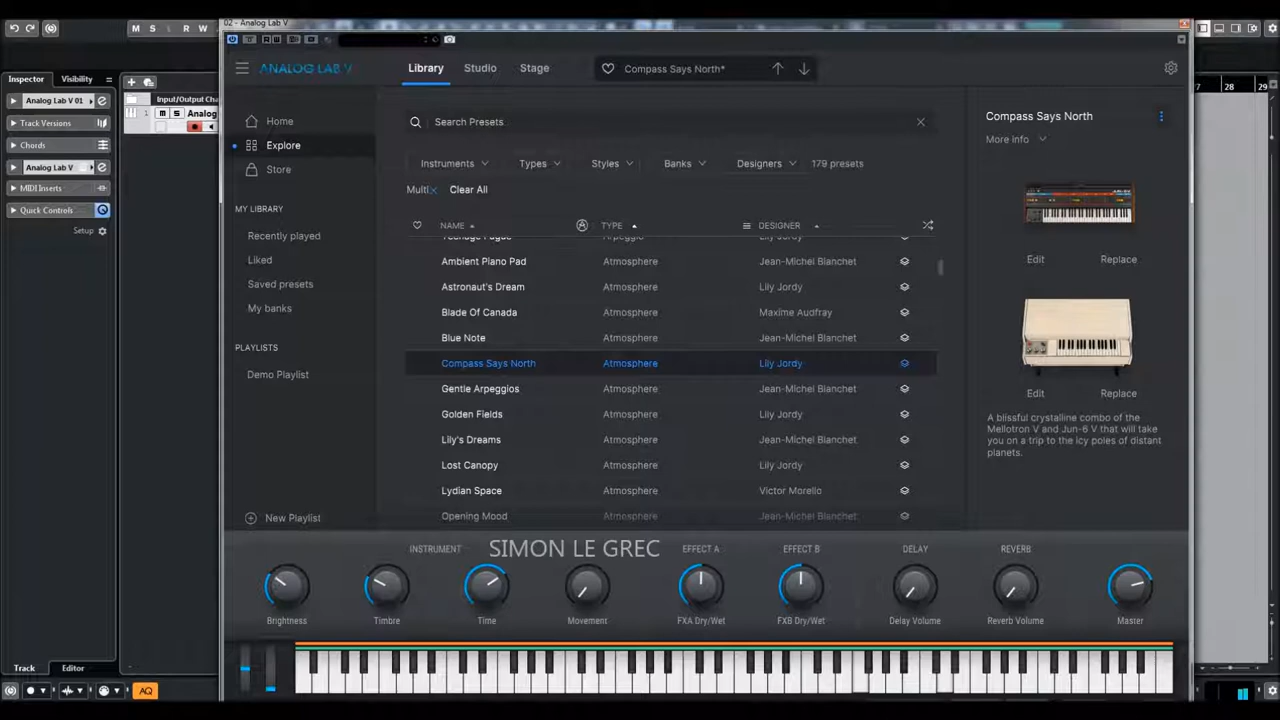 02 - Analog Lab V
M S R W
Inspector Visibility
Analog Lab V 01
Track Versions
Chords
Analog Lab V
MIDI Inserts
Quick Controls
Setup
Input/Output Cha
1 m S Analog
28 29
ANALOG LAB V
Library Studio Stage
Compass Says North*
Home
Explore
Store
MY LIBRARY
Recently played
Liked
Saved presets
My banks
PLAYLISTS
Demo Playlist
New Playlist
Search Presets
Instruments Types Styles Banks Designers 179 presets
Multi Clear All
NAME TYPE DESIGNER
Ambient Piano Pad Atmosphere Jean-Michel Blanchet
Astronaut's Dream Atmosphere Lily Jordy
Blade Of Canada Atmosphere Maxime Audfray
Blue Note Atmosphere Jean-Michel Blanchet
Compass Says North Atmosphere Lily Jordy
Gentle Arpeggios Atmosphere Jean-Michel Blanchet
Golden Fields Atmosphere Lily Jordy
Lily's Dreams Atmosphere Jean-Michel Blanchet
Lost Canopy Atmosphere Lily Jordy
Lydian Space Atmosphere Victor Morello
Opening Mood Atmosphere Jean-Michel Blanchet
Compass Says North
More info
Edit Replace
Edit Replace
A blissful crystalline combo of the
Mellotron V and Jun-6 V that will take
you on a trip to the icy poles of distant
planets.
INSTRUMENT SIMON LE GREC EFFECT A EFFECT B DELAY REVERB
Brightness Timbre Time Movement FXA Dry/Wet FXB Dry/Wet Delay Volume Reverb Volume Master
Track Editor
AQ